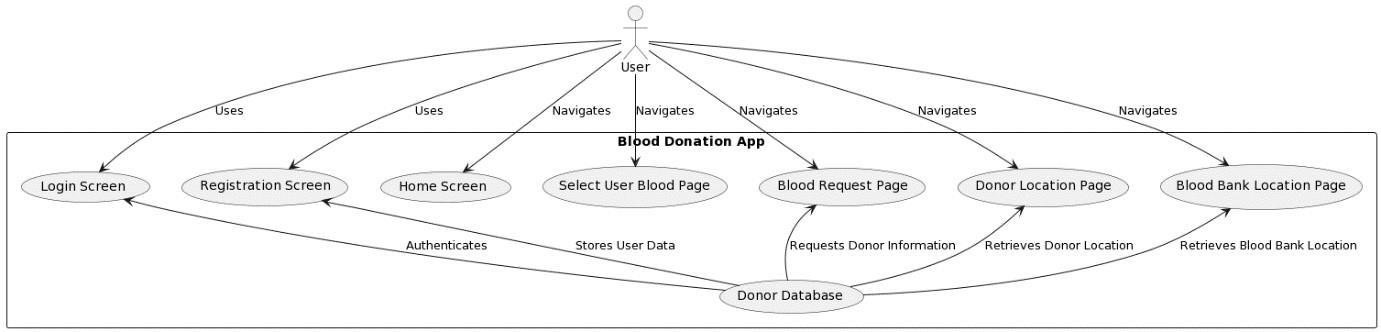 User
Uses
Uses
Navigates
Navigates
Navigates
Navigates
Navigates
Blood Donation App
Login Screen
Registration Screen
Home Screen
Select User Blood Page
Blood Request Page
Donor Location Page
Blood Bank Location Page
Authenticates
Stores User Data
Requests Donor Information
Retrieves Donor Location
Retrieves Blood Bank Location
Donor Database